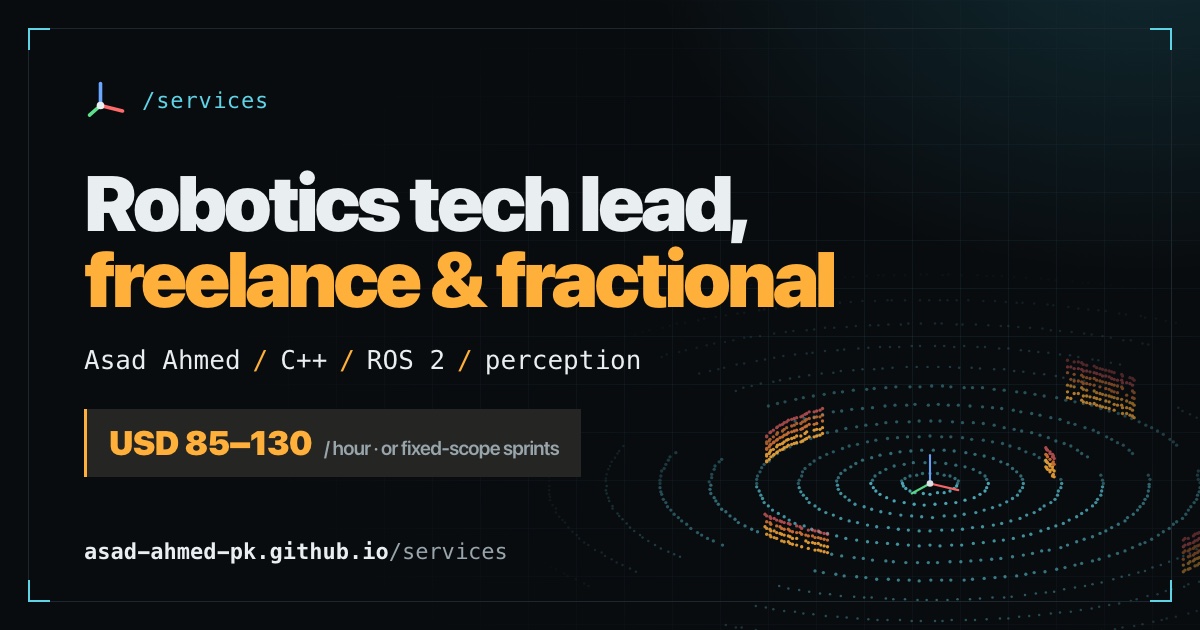 /services
Robotics tech lead,
freelance & fractional
Asad Ahmed / C++ / ROS 2 / perception
USD 85–130 / hour · or fixed-scope sprints
asad-ahmed-pk.github.io/services